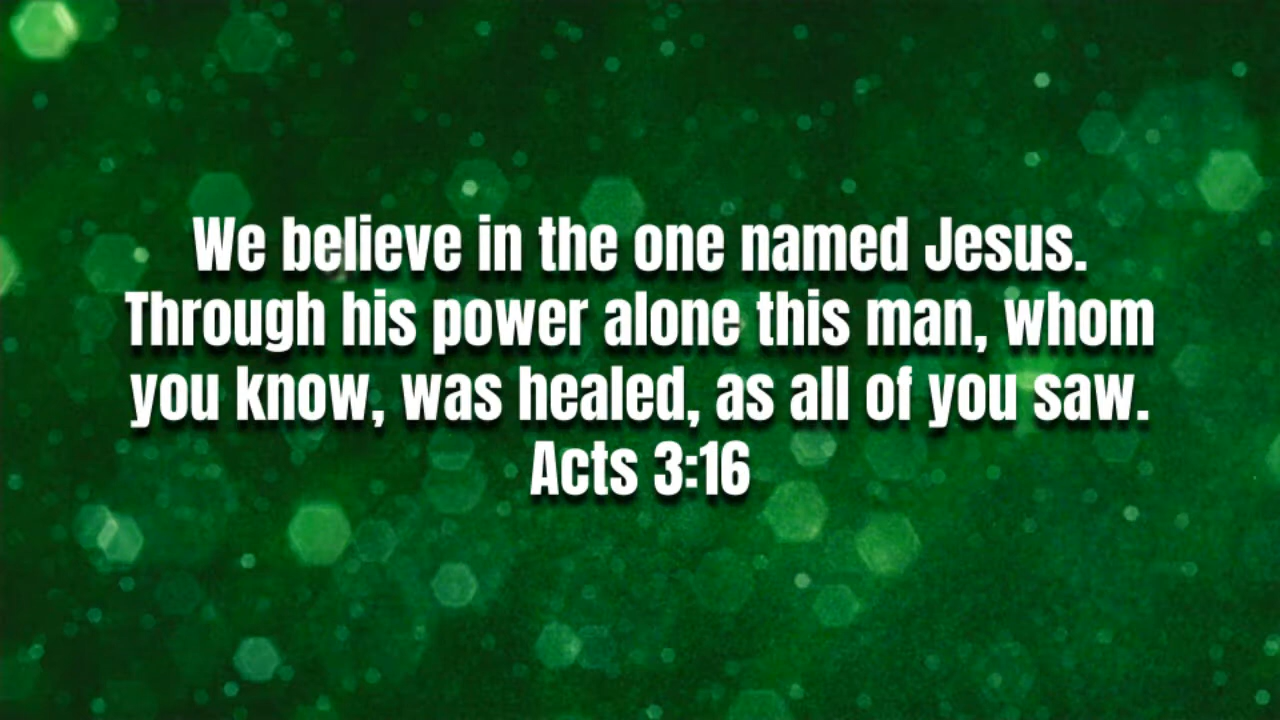 We believe in the one named Jesus.
Through his power alone this man, whom
you know, was healed, as all of you saw.
Acts 3:16